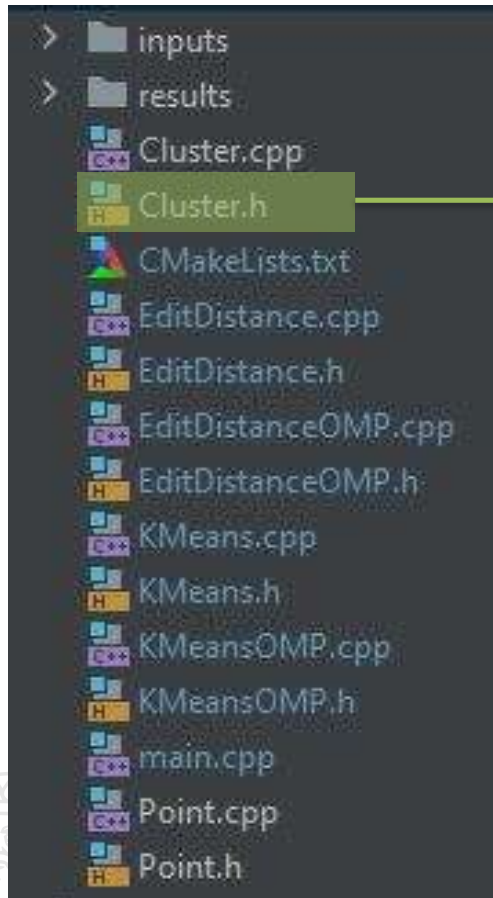 inputs
results
Cluster.cpp
Cluster.h
CMakeLists.txt
EditDistance.cpp
EditDistance.h
EditDistanceOMP.cpp
EditDistanceOMP.h
KMeans.cpp
KMeans.h
KMeansOMP.cpp
KMeansOMP.h
main.cpp
Point.cpp
Point.h